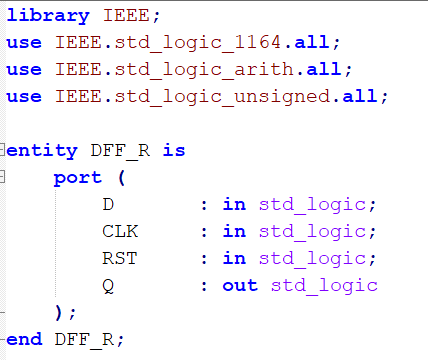 library IEEE;
use IEEE.std_logic_1164.all;
use IEEE.std_logic_arith.all;
use IEEE.std_logic_unsigned.all;
entity DFF_R is
port (
D : in std_logic;
CLK : in std_logic;
RST : in std_logic;
Q : out std_logic
);
end DFF_R;